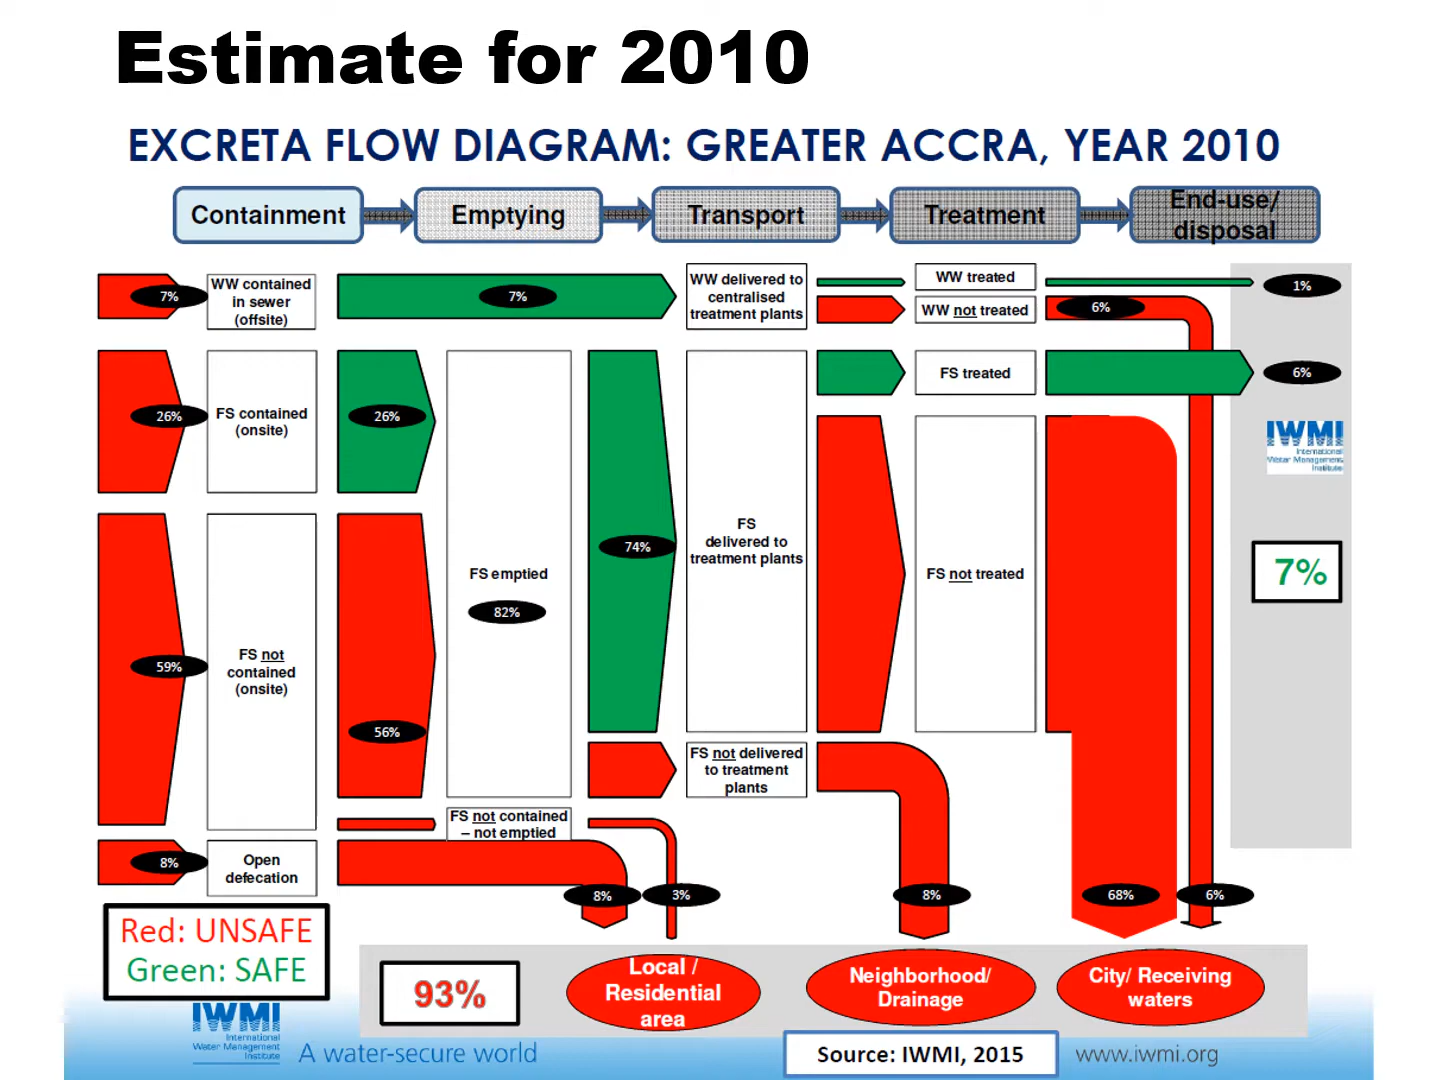 Estimate for 2010
EXCRETA FLOW DIAGRAM: GREATER ACCRA, YEAR 2010
Containment
Emptying
Transport
Treatment
End-use/
disposal
7%
WW contained
in sewer
(offsite)
7%
WW delivered to
centralised
treatment plants
WW treated
1%
WW not treated
6%
26%
FS contained
(onsite)
26%
FS emptied
82%
74%
FS
delivered to
treatment plants
FS treated
6%
IWMI
International
Water Management
Institute
FS not treated
7%
59%
FS not
contained
(onsite)
56%
FS not delivered
to treatment
plants
FS not contained
– not emptied
8%
Open
defecation
8%
3%
8%
68%
6%
Red: UNSAFE
Green: SAFE
93%
Local /
Residential
area
Neighborhood/
Drainage
City/ Receiving
waters
IWMI
International
Water Management
Institute
A water-secure world
Source: IWMI, 2015
www.iwmi.org